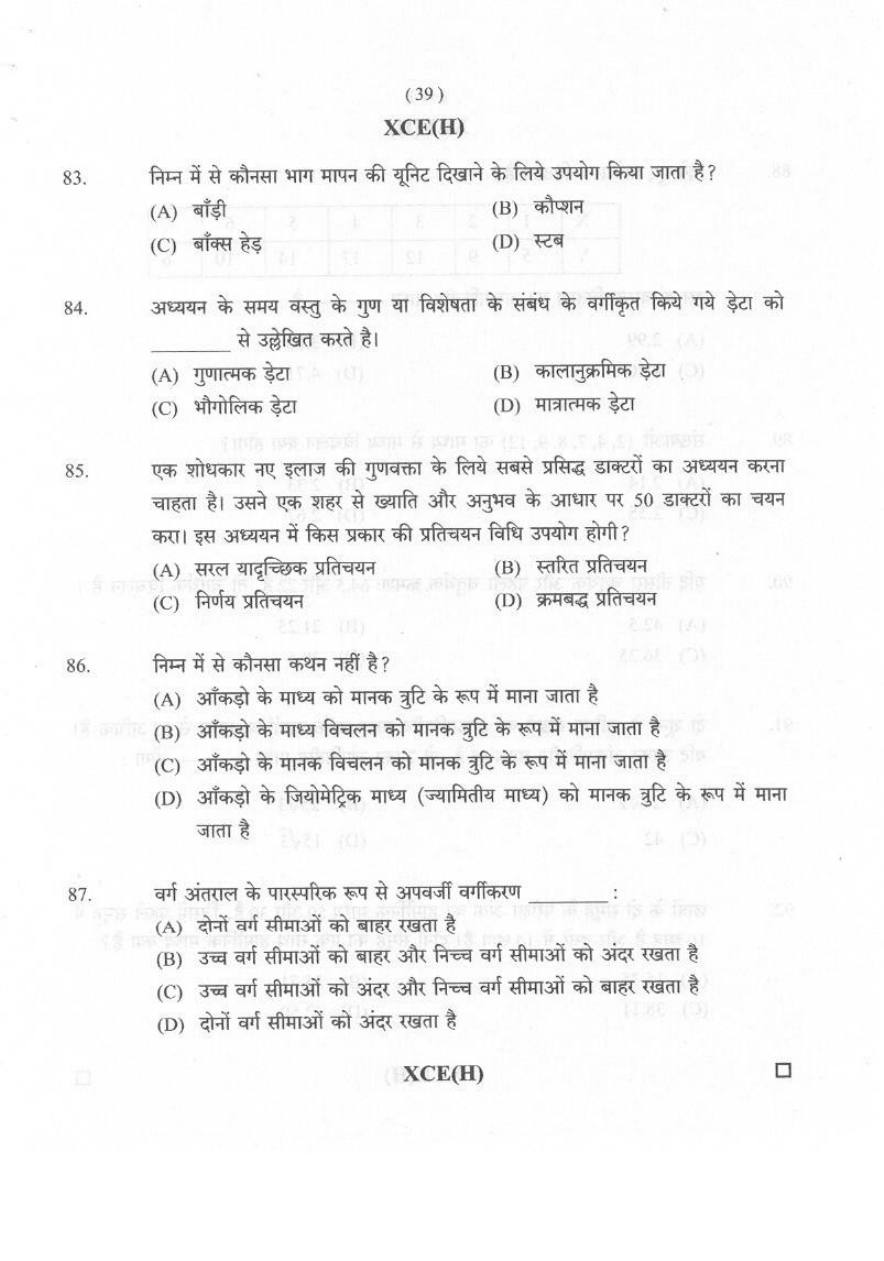 ( 39 )
XCE(H)
83. निम्न में से कौनसा भाग मापन की यूनिट दिखाने के लिये उपयोग किया जाता है?
(A) बाँड़ी (B) कौप्शन
(C) बाँक्स हेड़ (D) स्टब
84. अध्ययन के समय वस्तु के गुण या विशेषता के संबंध के वर्गीकृत किये गये ड़ेटा को
________ से उल्लेखित करते है।
(A) गुणात्मक ड़ेटा (B) कालानुक्रमिक ड़ेटा
(C) भौगोलिक ड़ेटा (D) मात्रात्मक ड़ेटा
85. एक शोधकार नए इलाज की गुणवक्ता के लिये सबसे प्रसिद्ध डाक्टरों का अध्ययन करना
चाहता है। उसने एक शहर से ख्याति और अनुभव के आधार पर 50 डाक्टरों का चयन
करा। इस अध्ययन में किस प्रकार की प्रतिचयन विधि उपयोग होगी?
(A) सरल यादृच्छिक प्रतिचयन (B) स्तरित प्रतिचयन
(C) निर्णय प्रतिचयन (D) क्रमबद्ध प्रतिचयन
86. निम्न में से कौनसा कथन नहीं है?
(A) आँकड़ो के माध्य को मानक त्रुटि के रूप में माना जाता है
(B) आँकड़ो के माध्य विचलन को मानक त्रुटि के रूप में माना जाता है
(C) आँकड़ो के मानक विचलन को मानक त्रुटि के रूप में माना जाता है
(D) आँकड़ो के जियोमेट्रिक माध्य (ज्यामितीय माध्य) को मानक त्रुटि के रूप में माना
जाता है
87. वर्ग अंतराल के पारस्परिक रूप से अपवर्जी वर्गीकरण ________ :
(A) दोनों वर्ग सीमाओं को बाहर रखता है
(B) उच्च वर्ग सीमाओं को बाहर और निच्च वर्ग सीमाओं को अंदर रखता है
(C) उच्च वर्ग सीमाओं को अंदर और निच्च वर्ग सीमाओं को बाहर रखता है
(D) दोनों वर्ग सीमाओं को अंदर रखता है
XCE(H)